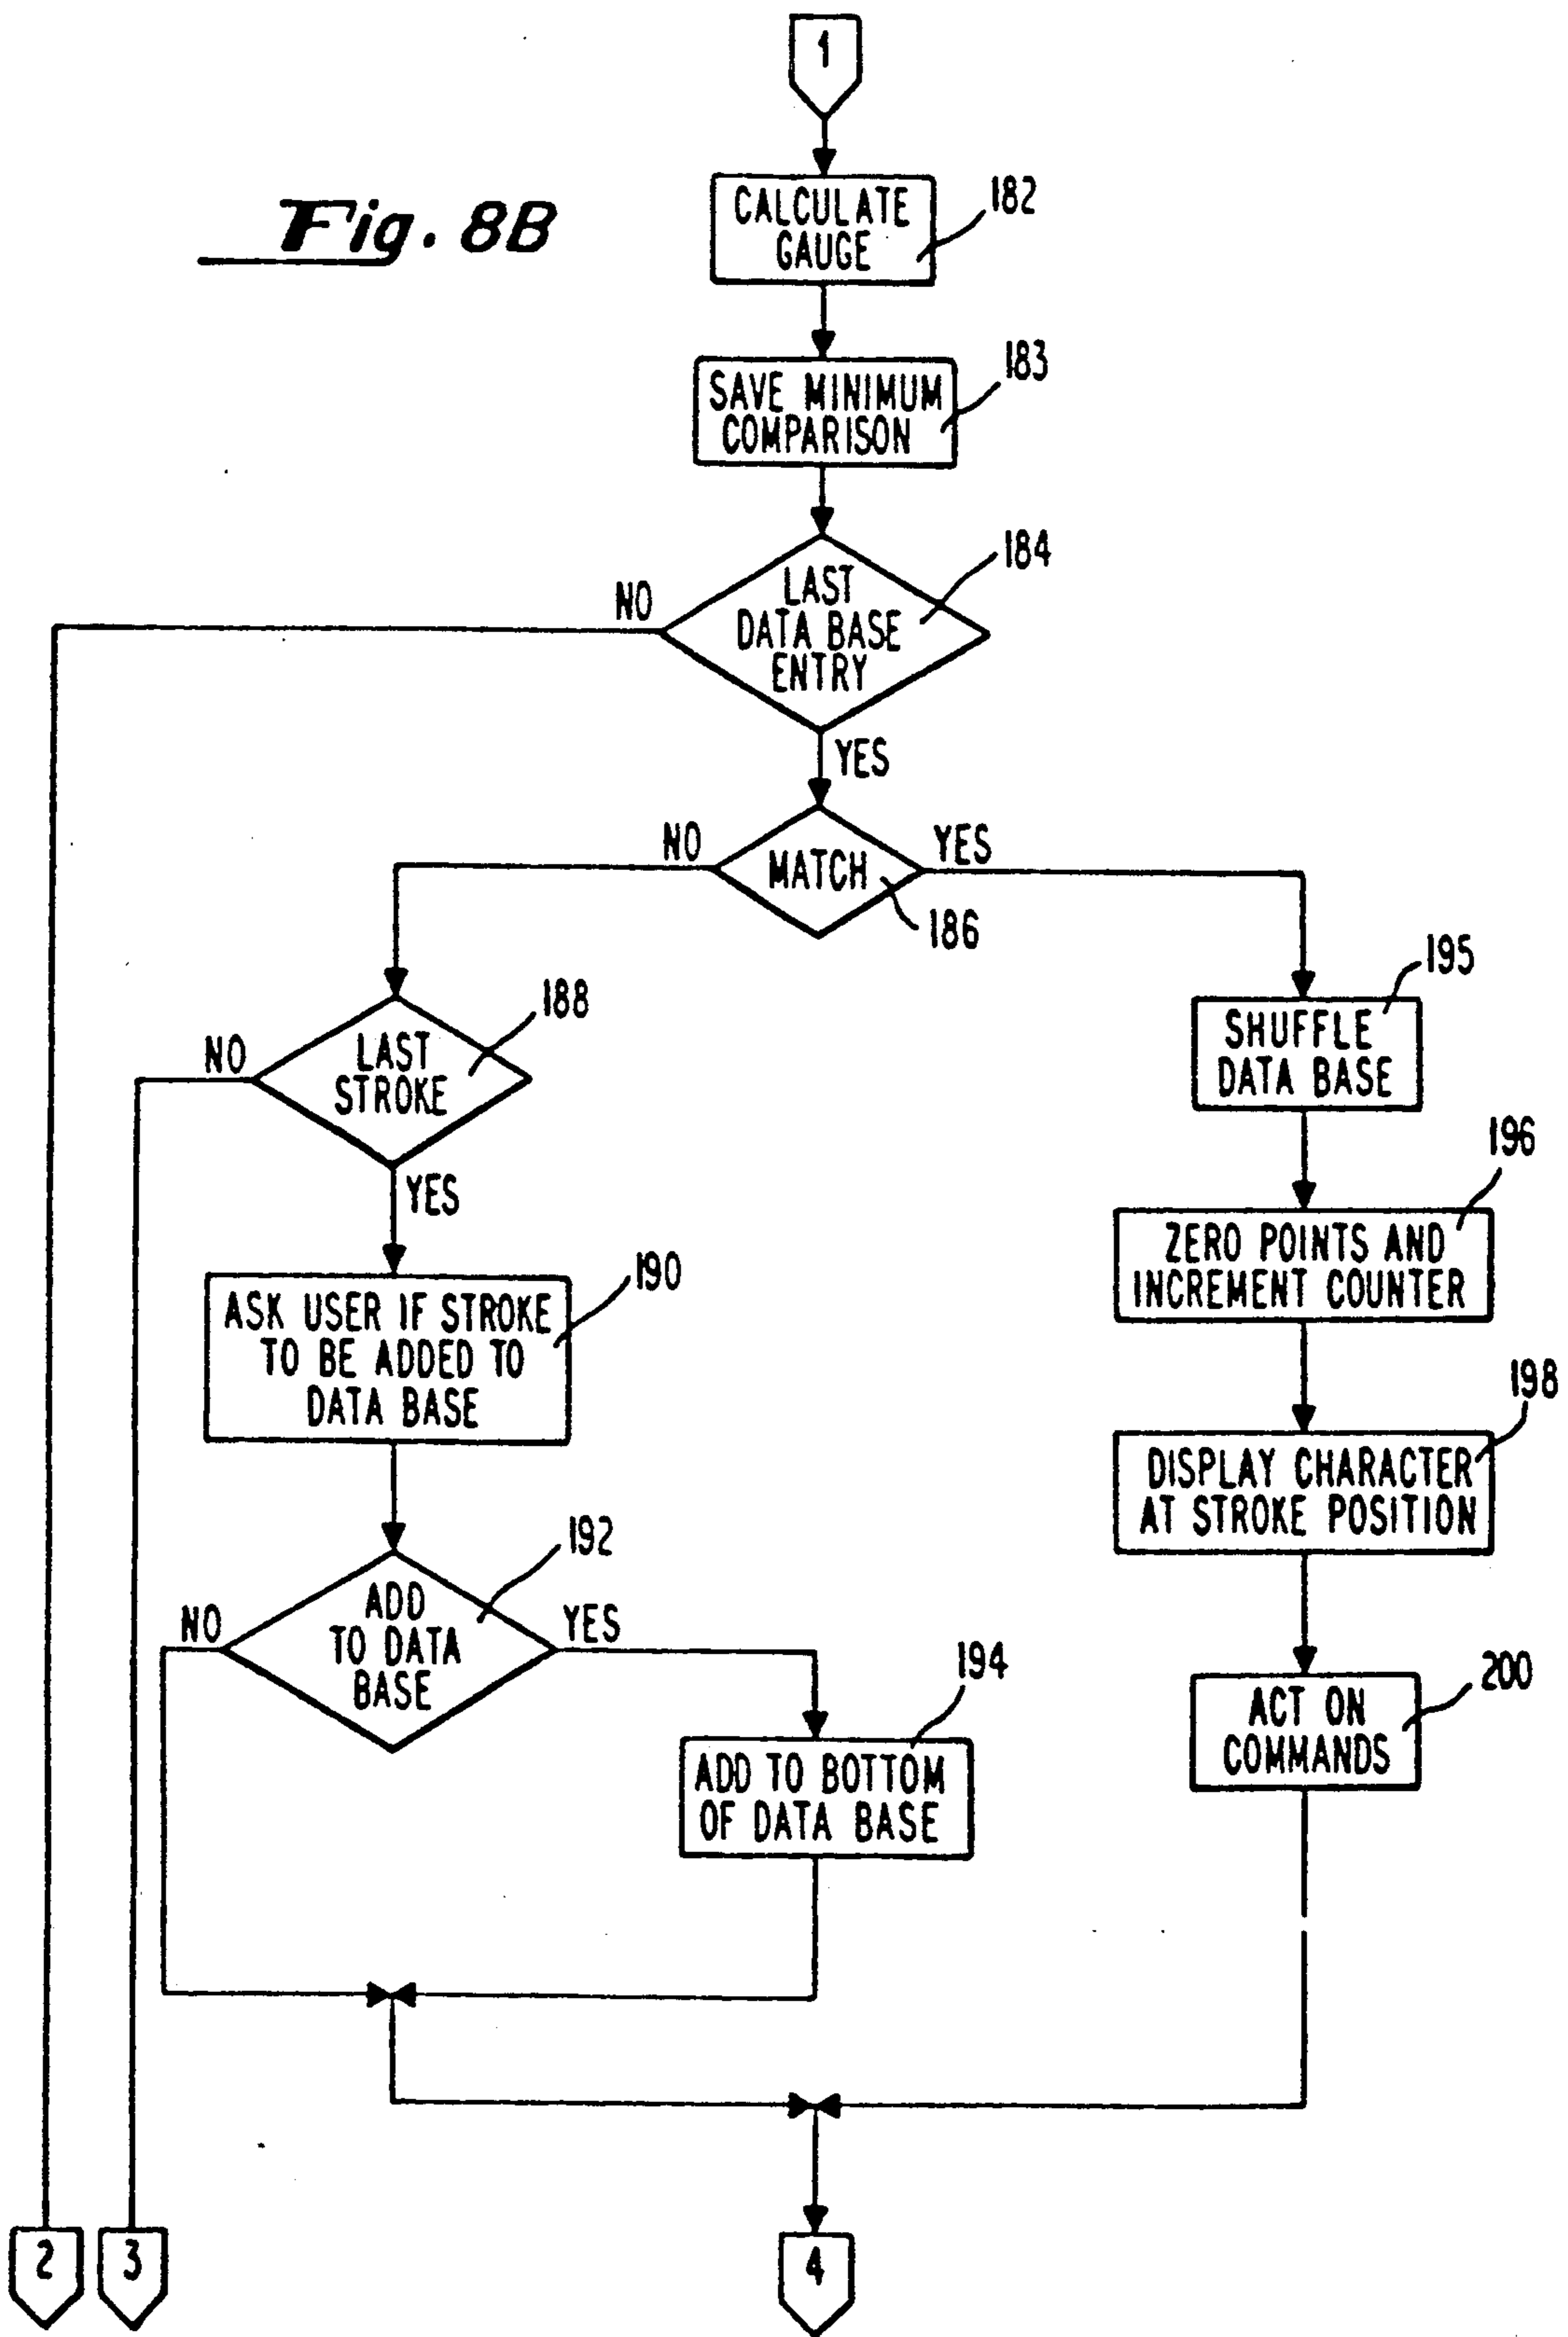 1
Fig. 8B
182
CALCULATE
GAUGE
183
SAVE MINIMUM
COMPARISON
184
LAST
DATA BASE
ENTRY
NO
YES
MATCH
NO
YES
186
188
LAST
STROKE
NO
YES
195
SHUFFLE
DATA BASE
196
ZERO POINTS AND
INCREMENT COUNTER
190
ASK USER IF STROKE
TO BE ADDED TO
DATA BASE
198
DISPLAY CHARACTER
AT STROKE POSITION
192
ADD
TO DATA
BASE
NO
YES
194
ADD TO BOTTOM
OF DATA BASE
200
ACT ON
COMMANDS
2
3
4